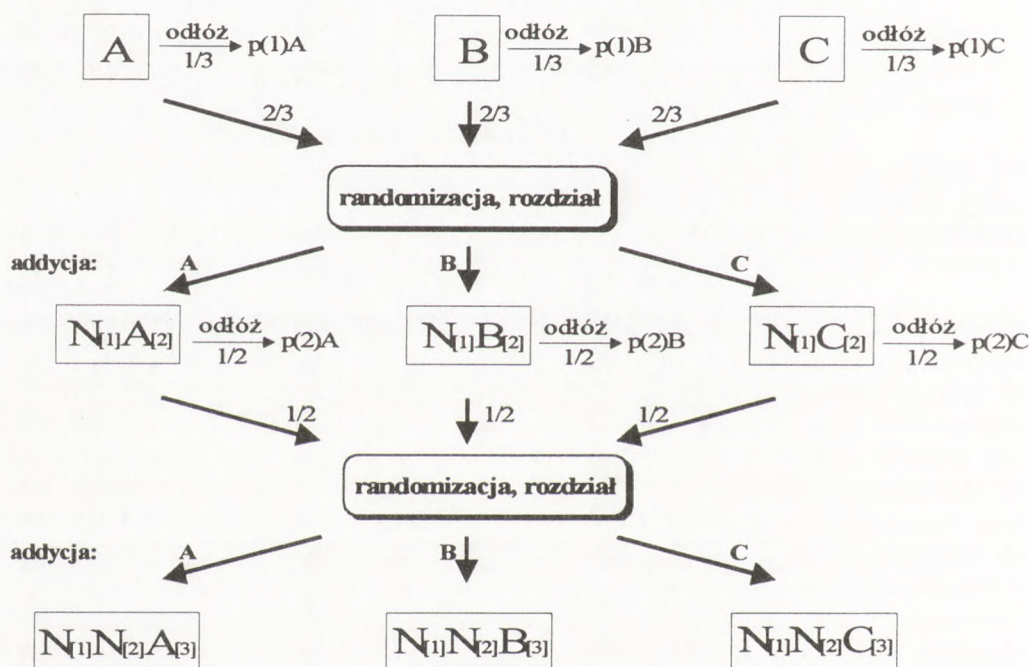 A odłóż 1/3 p(1)A B odłóż 1/3 p(1)B C odłóż 1/3 p(1)C
2/3 2/3 2/3
randomizacja, rozdział
addycja: A B C
N[1]A[2] odłóż 1/2 p(2)A N[1]B[2] odłóż 1/2 p(2)B N[1]C[2] odłóż 1/2 p(2)C
1/2 1/2 1/2
randomizacja, rozdział
addycja: A B C
N[1]N[2]A[3] N[1]N[2]B[3] N[1]N[2]C[3]